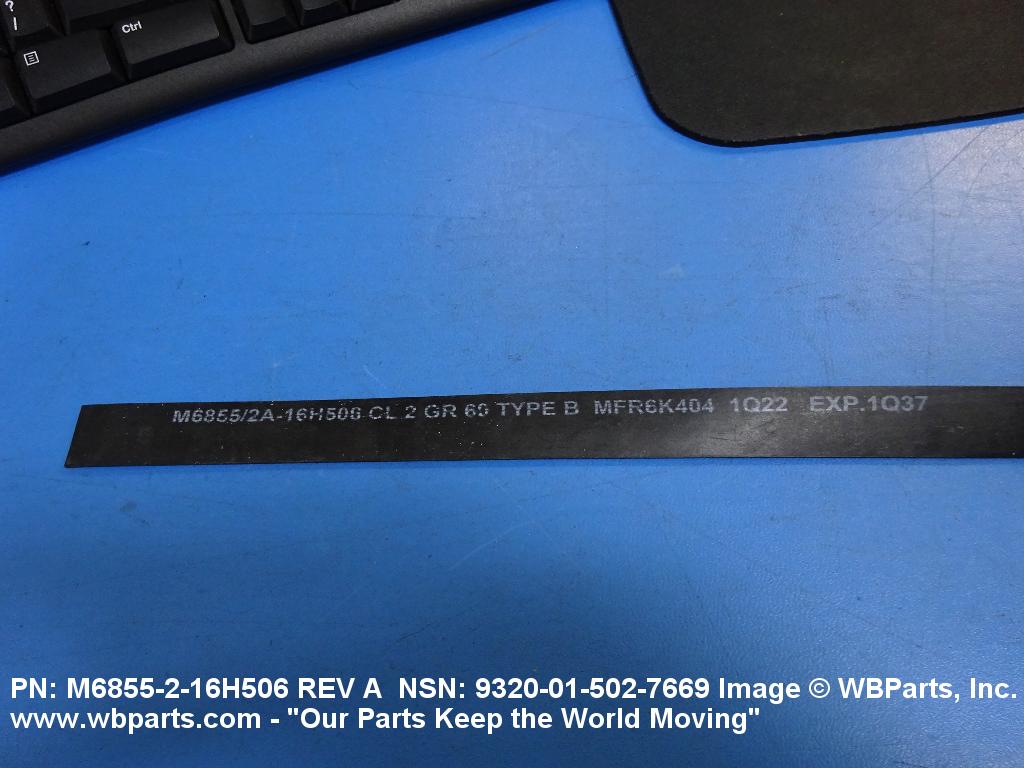 ?
/
Ctrl
M6855/2A-16H506 CL 2 GR 60 TYPE B MFR6K404 1Q22 EXP.1Q37
PN: M6855-2-16H506 REV A NSN: 9320-01-502-7669 Image © WBParts, Inc.
www.wbparts.com - "Our Parts Keep the World Moving"